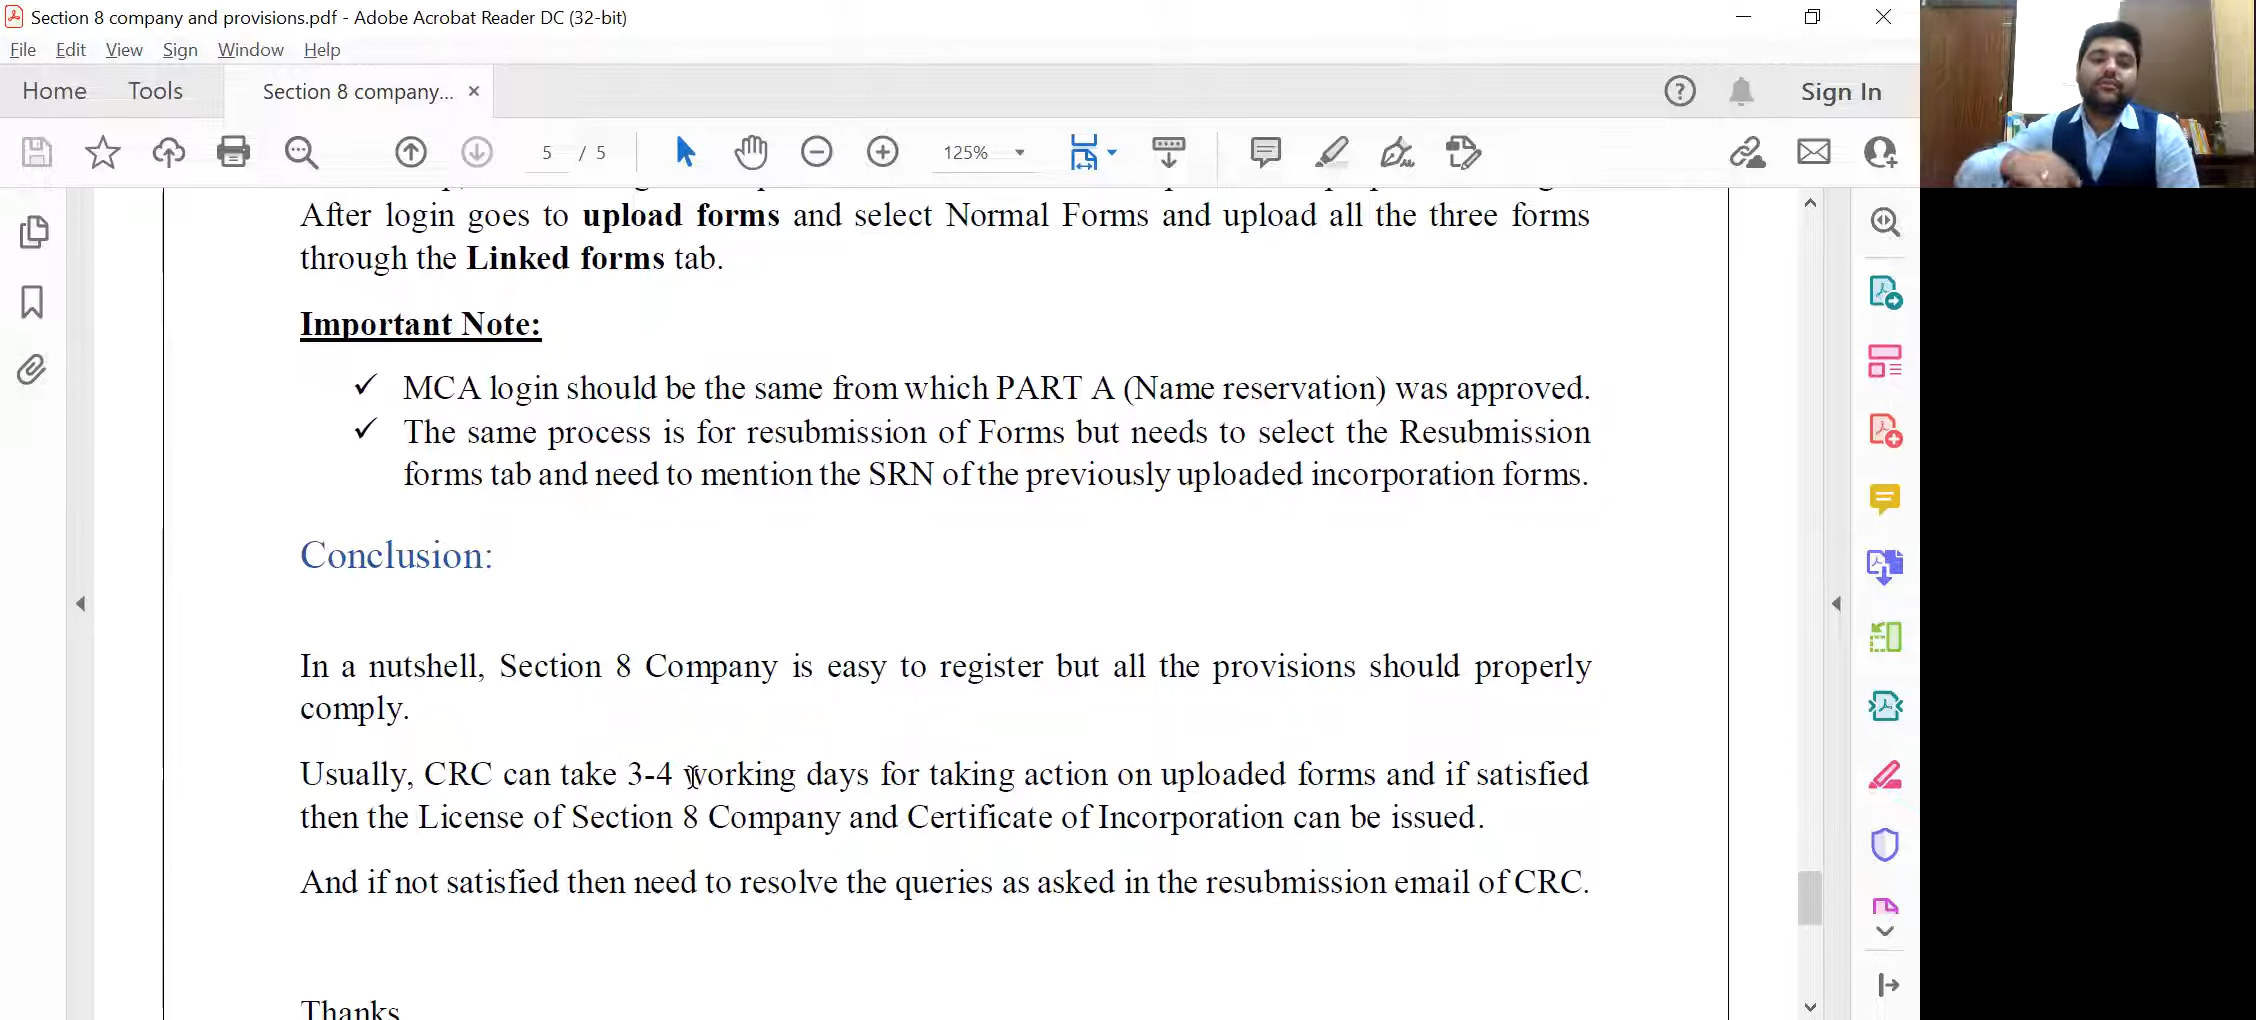 Section 8 company and provisions.pdf - Adobe Acrobat Reader DC (32-bit)
File Edit View Sign Window Help
Home Tools Section 8 company... × Sign In
5 / 5 125%
After login goes to upload forms and select Normal Forms and upload all the three forms
through the Linked forms tab.
Important Note:
✓ MCA login should be the same from which PART A (Name reservation) was approved.
✓ The same process is for resubmission of Forms but needs to select the Resubmission
forms tab and need to mention the SRN of the previously uploaded incorporation forms.
Conclusion:
In a nutshell, Section 8 Company is easy to register but all the provisions should properly
comply.
Usually, CRC can take 3-4 working days for taking action on uploaded forms and if satisfied
then the License of Section 8 Company and Certificate of Incorporation can be issued.
And if not satisfied then need to resolve the queries as asked in the resubmission email of CRC.
Thanks